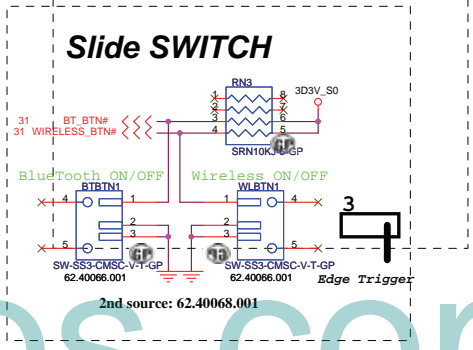 Slide SWITCH
RN3
3D3V_S0
1 8
2 7
3 6
4 5
31 BT_BTN#
31 WIRELESS_BTN#
SRN10KJ-5-GP
BlueTooth ON/OFF
Wireless ON/OFF
BTBTN1
WLBTN1
4 1
1 4
2
2
3
3
5
5
3
SW-SS3-CMSC-V-T-GP
SW-SS3-CMSC-V-T-GP
62.40066.001
62.40066.001
Edge Trigger
2nd source: 62.40068.001